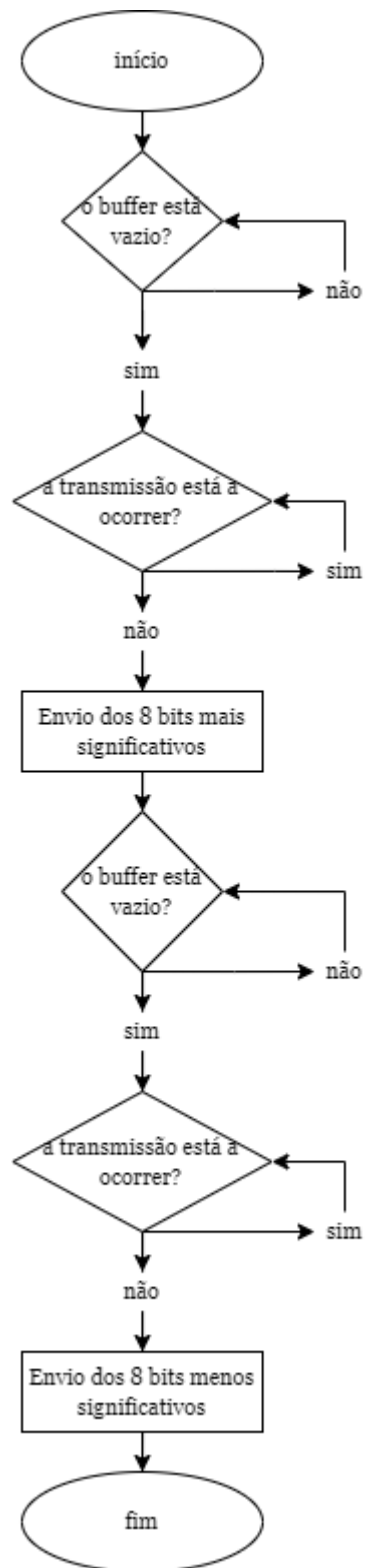 início
o buffer está
vazio?
não
sim
a transmissão está a
ocorrer?
sim
não
Envio dos 8 bits mais
significativos
o buffer está
vazio?
não
sim
a transmissão está a
ocorrer?
sim
não
Envio dos 8 bits menos
significativos
fim